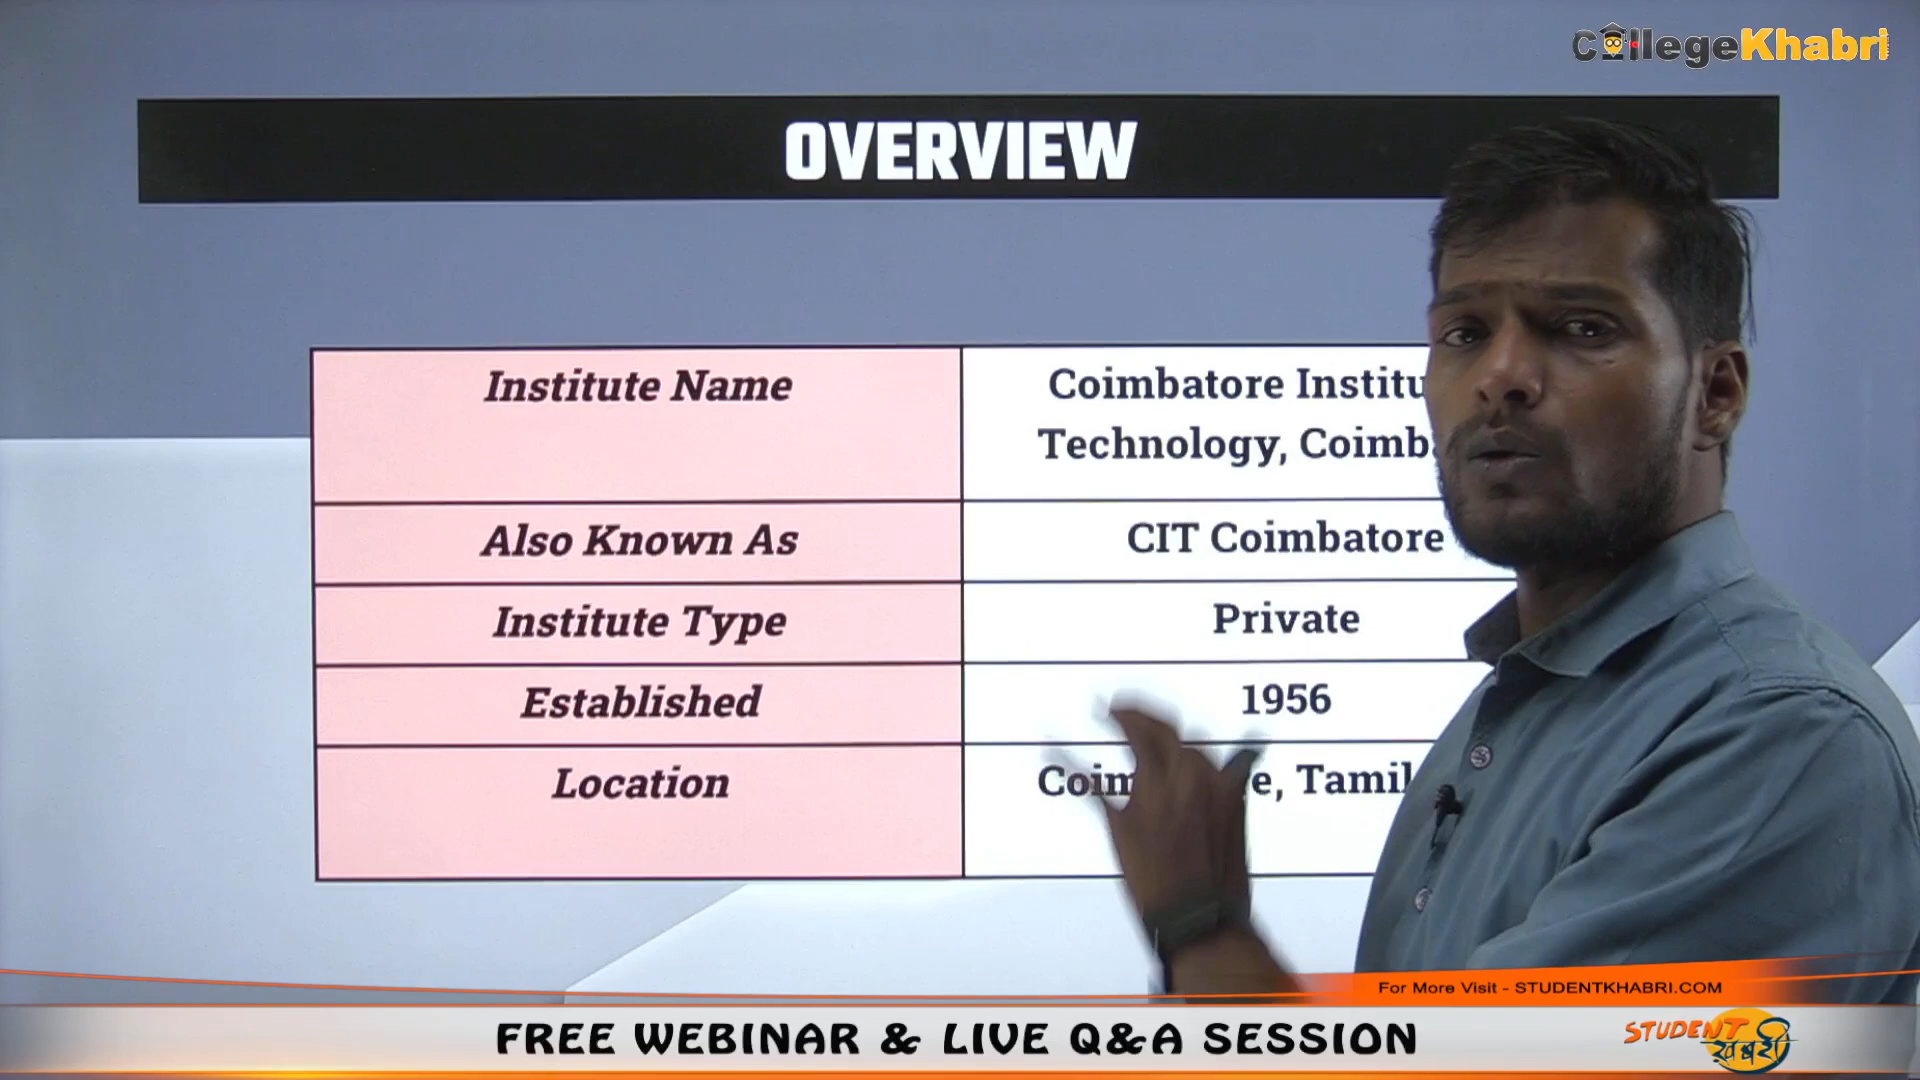 CollegeKhabri
OVERVIEW
Institute Name
Coimbatore Institu
Technology, Coimb
Also Known As
CIT Coimbatore
Institute Type
Private
Established
1956
Location
Tamil
For More Visit - STUDENTKHABRI.COM
FREE WEBINAR & LIVE Q&A SESSION
STUDENT
ख़बरी